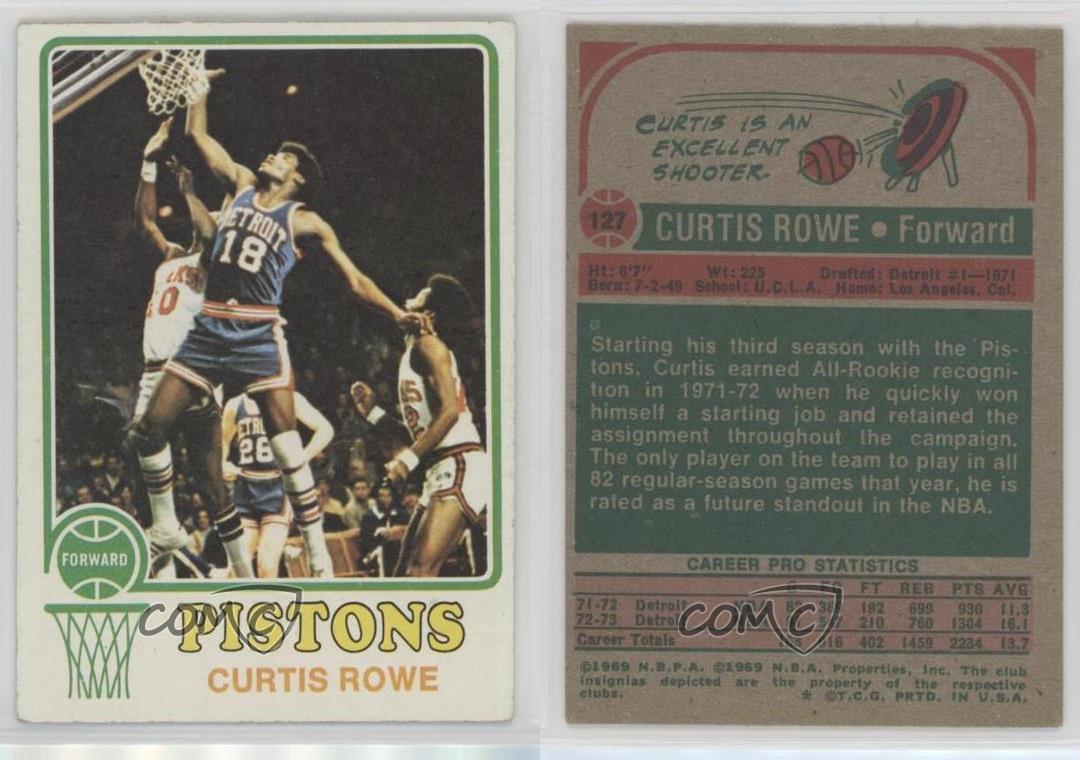 DETROIT
18
DETR
26
FORWARD
PISTONS
CURTIS ROWE
COMC
CURTIS IS AN
EXCELLENT
SHOOTER.
127 CURTIS ROWE • Forward
Ht: 6'7" Wt: 225 Drafted: Detroit #1—1971
Born: 7-2-49 School: U.C.L.A. Home: Los Angeles, Cal.
Starting his third season with the Pis-
tons, Curtis earned All-Rookie recogni-
tion in 1971-72 when he quickly won
himself a starting job and retained the
assignment throughout the campaign.
The only player on the team to play in all
82 regular-season games that year, he is
rated as a future standout in the NBA.
CAREER PRO STATISTICS
G FG FT REB PTS AVG
71-72 Detroit 192 699 930 11.3
72-73 Detroit 210 760 1304 16.1
Career Totals 402 1459 2234 13.7
COMC
©1969 N.B.P.A. ©1969 N.B.A. Properties, Inc. The club
insignias depicted are the property of the respective
clubs. * ©T.C.G. PRTD. IN U.S.A.